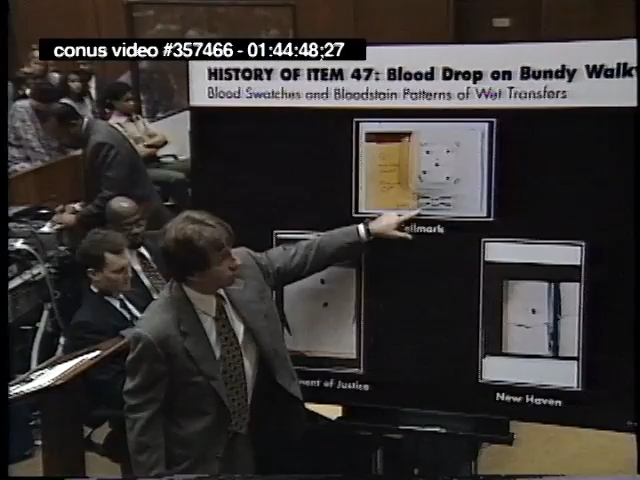 conus video #357466 - 01:44:48;27
HISTORY OF ITEM 47: Blood Drop on Bundy Walk
Blood Swatches and Bloodstain Patterns of Wet Transfers
ellmark
ent of Justice
New Haven